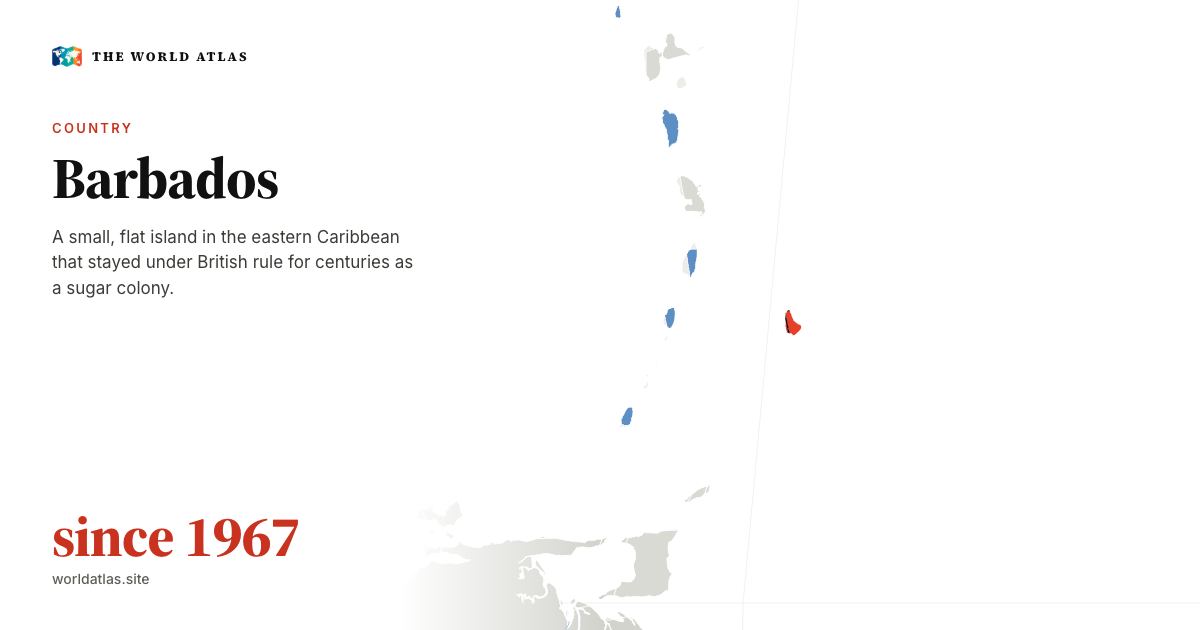 THE WORLD ATLAS
COUNTRY
Barbados
A small, flat island in the eastern Caribbean
that stayed under British rule for centuries as
a sugar colony.
since 1967
worldatlas.site